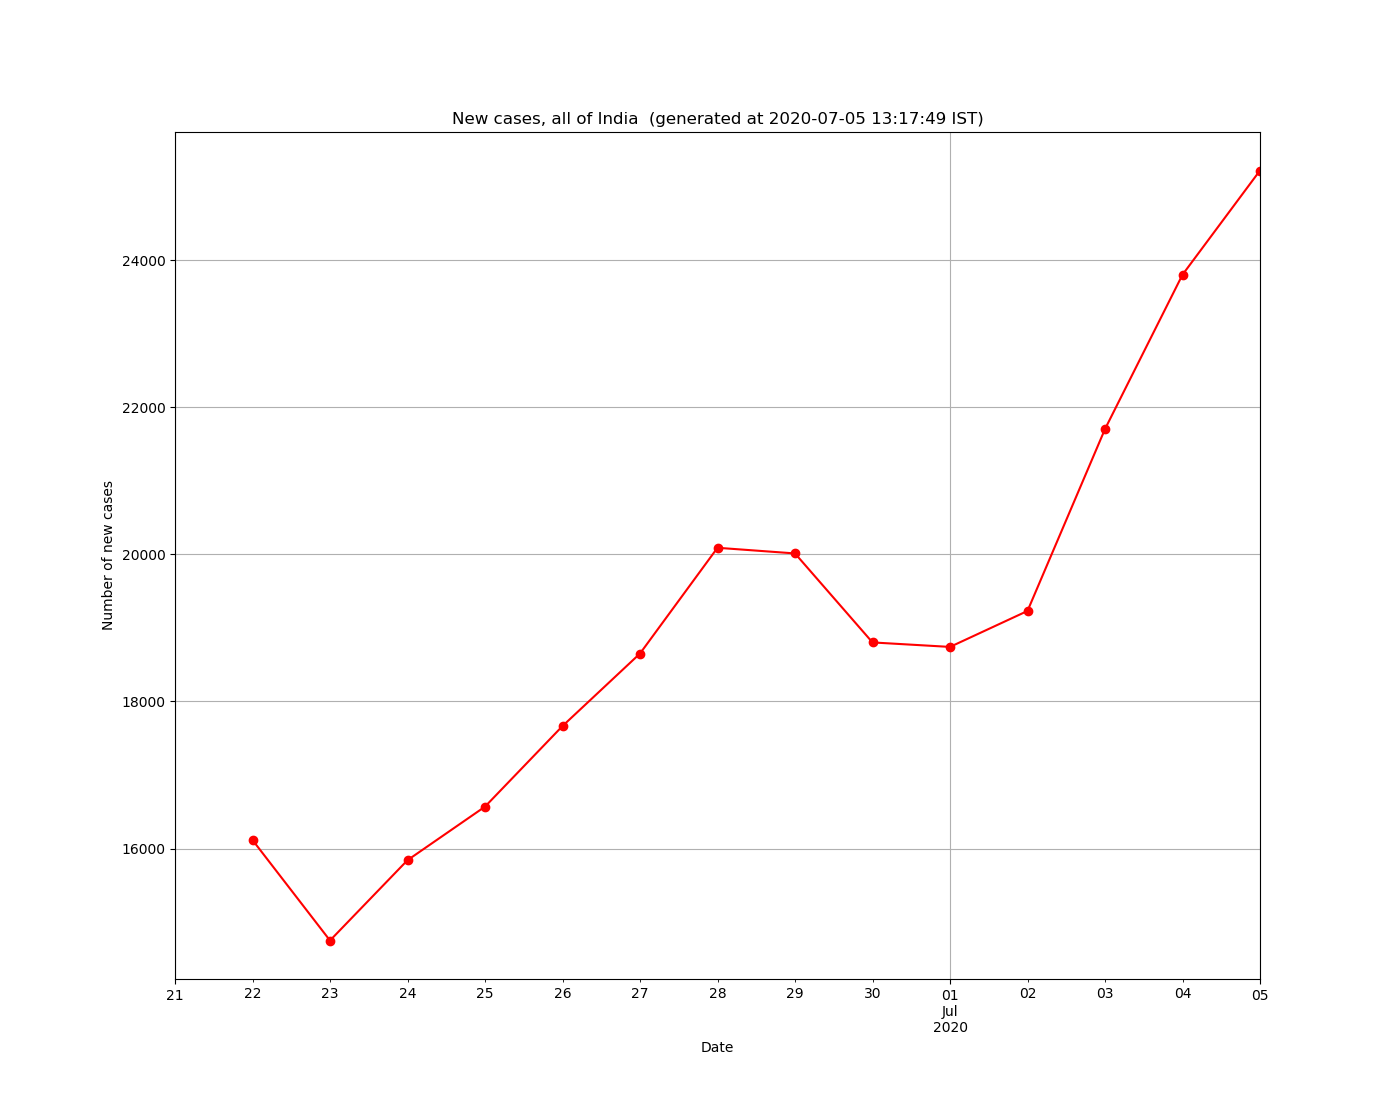 New cases, all of India  (generated at 2020-07-05 13:17:49 IST)
24000
22000
20000
18000
16000
Number of new cases
21 22 23 24 25 26 27 28 29 30 01 02 03 04 05
Jul
2020
Date